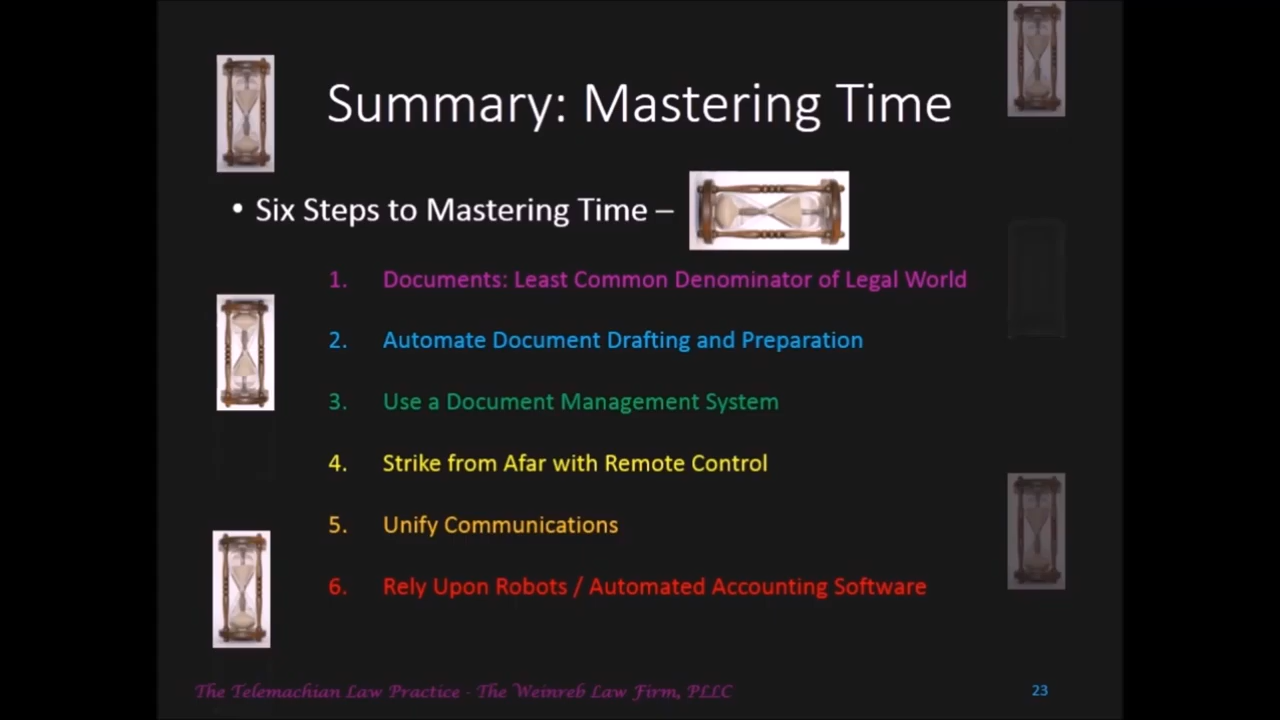 Summary: Mastering Time
• Six Steps to Mastering Time –
1. Documents: Least Common Denominator of Legal World
2. Automate Document Drafting and Preparation
3. Use a Document Management System
4. Strike from Afar with Remote Control
5. Unify Communications
6. Rely Upon Robots / Automated Accounting Software
The Telemachian Law Practice - The Weinreb Law Firm, PLLC
23